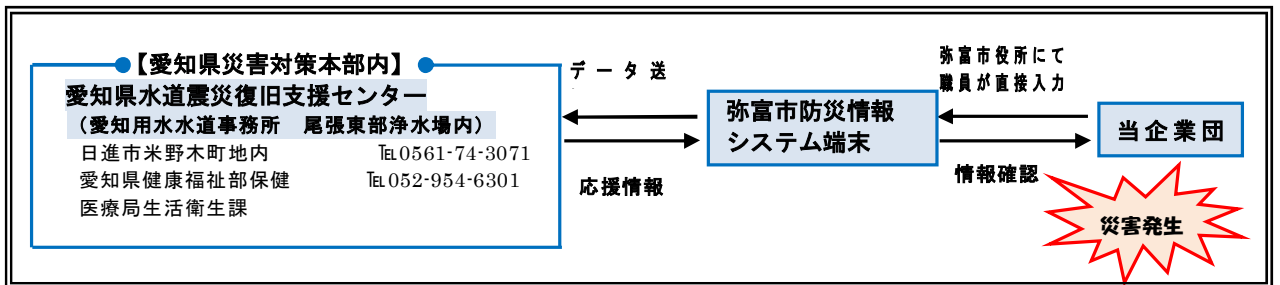 【愛知県災害対策本部内】
愛知県水道震災復旧支援センター
（愛知用水水道事務所　尾張東部浄水場内）
日進市米野木町地内　℡0561-74-3071
愛知県健康福祉部保健　℡052-954-6301
医療局生活衛生課
データ送
応援情報
弥富市防災情報
システム端末
弥富市役所にて
職員が直接入力
情報確認
当企業団
災害発生